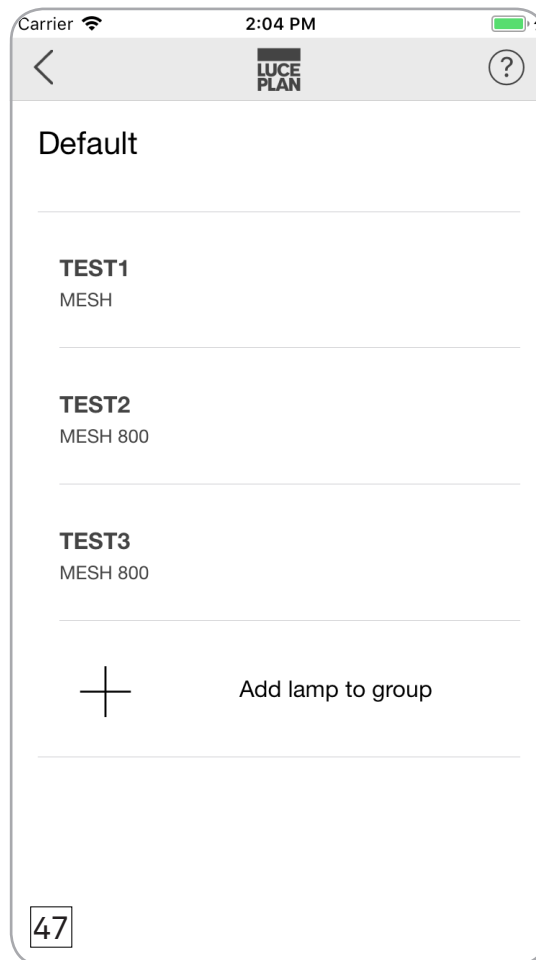 Carrier 2:04 PM
LUCE
PLAN
?
Default
TEST1
MESH
TEST2
MESH 800
TEST3
MESH 800
Add lamp to group
47